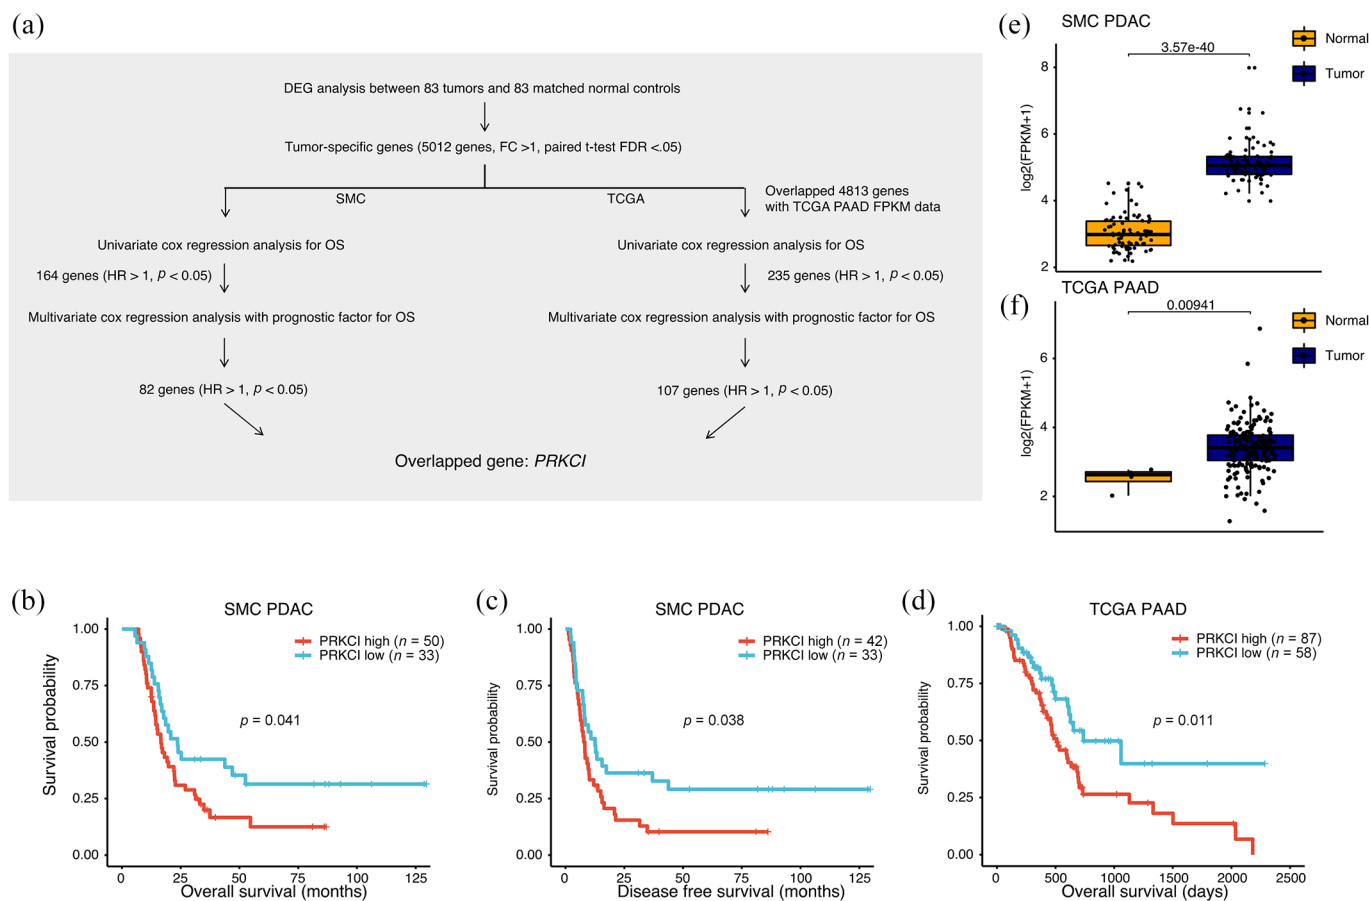 (a)
DEG analysis between 83 tumors and 83 matched normal controls
Tumor-specific genes (5012 genes, FC >1, paired t-test FDR <.05)
SMC
TCGA
Overlapped 4813 genes
with TCGA PAAD FPKM data
Univariate cox regression analysis for OS
Univariate cox regression analysis for OS
164 genes (HR > 1, p < 0.05)
235 genes (HR > 1, p < 0.05)
Multivariate cox regression analysis with prognostic factor for OS
Multivariate cox regression analysis with prognostic factor for OS
82 genes (HR > 1, p < 0.05)
107 genes (HR > 1, p < 0.05)
Overlapped gene: PRKCI
(e)
SMC PDAC
3.57e-40
Normal
Tumor
log2(FPKM+1)
8
6
4
2
(f)
TCGA PAAD
0.00941
Normal
Tumor
log2(FPKM+1)
6
4
2
(b)
SMC PDAC
PRKCI high (n = 50)
PRKCI low (n = 33)
p = 0.041
Survival probability
1.00
0.75
0.50
0.25
0.00
0 25 50 75 100 125
Overall survival (months)
(c)
SMC PDAC
PRKCI high (n = 42)
PRKCI low (n = 33)
p = 0.038
Survival probability
1.00
0.75
0.50
0.25
0.00
0 25 50 75 100 125
Disease free survival (months)
(d)
TCGA PAAD
PRKCI high (n = 87)
PRKCI low (n = 58)
p = 0.011
Survival probability
1.00
0.75
0.50
0.25
0.00
0 500 1000 1500 2000 2500
Overall survival (days)